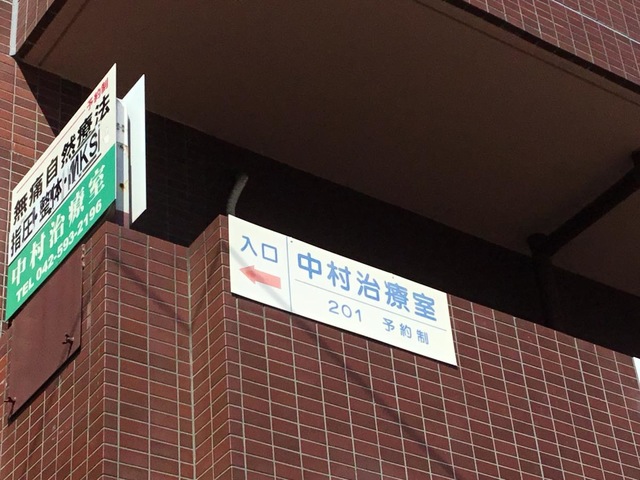 予約制
無痛自然療法
指圧・整体・MKS
中村治療室
TEL 042-593-2196
入口
中村治療室
201 予約制